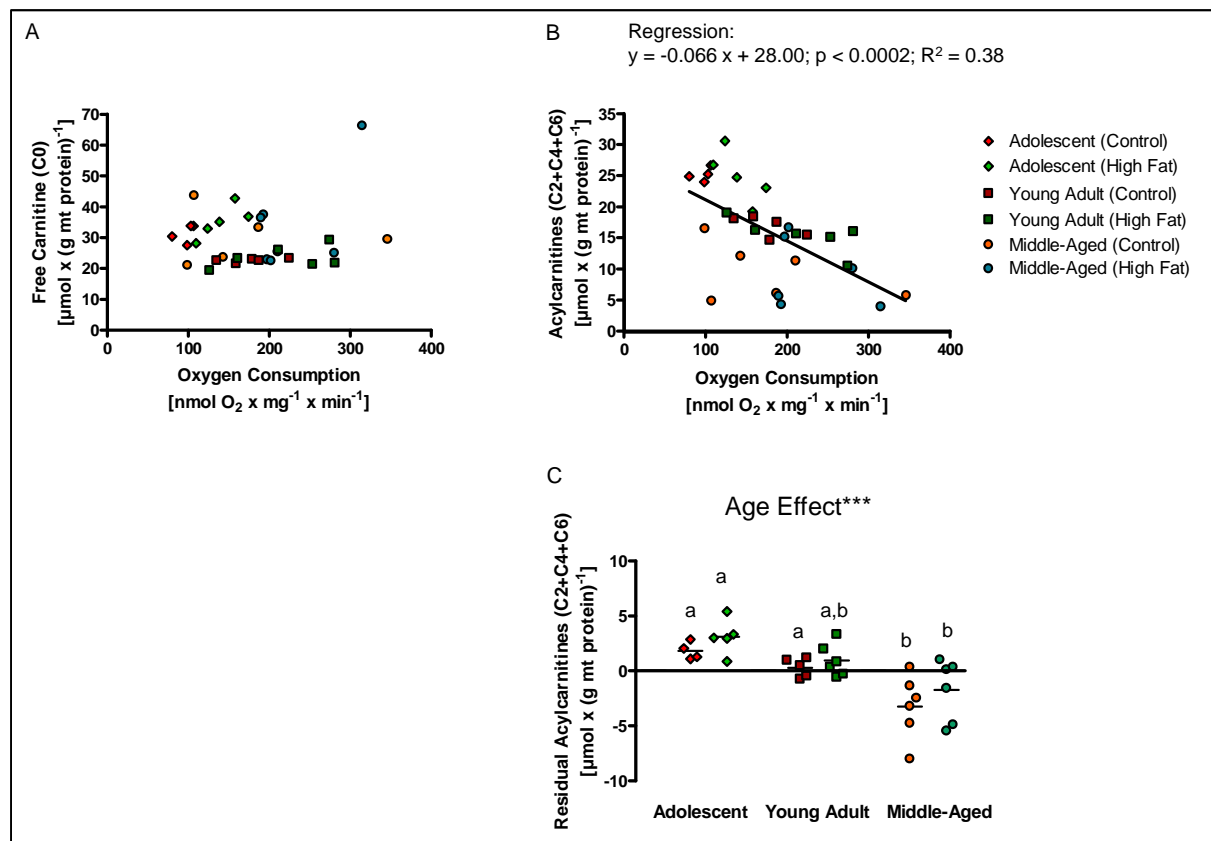 A
B
Regression:
y = -0.066 x + 28.00; p < 0.0002; R² = 0.38
Free Carnitine (C0)
[µmol x (g mt protein)⁻¹]
70
60
50
40
30
20
10
0
0 100 200 300 400
Oxygen Consumption
[nmol O₂ x mg⁻¹ x min⁻¹]
Acylcarnitines (C2+C4+C6)
[µmol x (g mt protein)⁻¹]
35
30
25
20
15
10
5
0
0 100 200 300 400
Oxygen Consumption
[nmol O₂ x mg⁻¹ x min⁻¹]
Adolescent (Control)
Adolescent (High Fat)
Young Adult (Control)
Young Adult (High Fat)
Middle-Aged (Control)
Middle-Aged (High Fat)
C
Age Effect***
Residual Acylcarnitines (C2+C4+C6)
[µmol x (g mt protein)⁻¹]
10
5
0
-5
-10
a
a
a
a,b
b
b
Adolescent Young Adult Middle-Aged